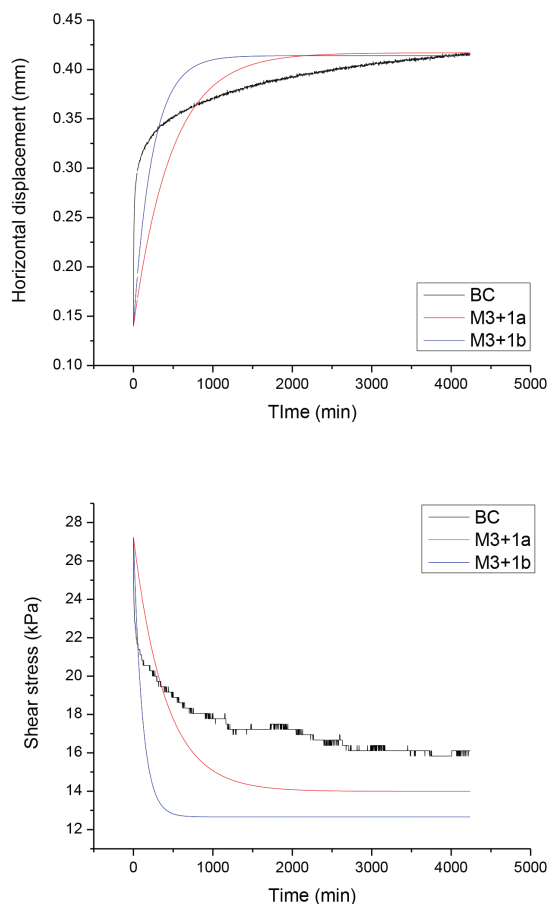 0.45
0.40
0.35
0.30
0.25
0.20
0.15
0.10
Horizontal displacement (mm)
BC
M3+1a
M3+1b
0 1000 2000 3000 4000 5000
TIme (min)
28
26
24
22
20
18
16
14
12
Shear stress (kPa)
BC
M3+1a
M3+1b
0 1000 2000 3000 4000 5000
Time (min)